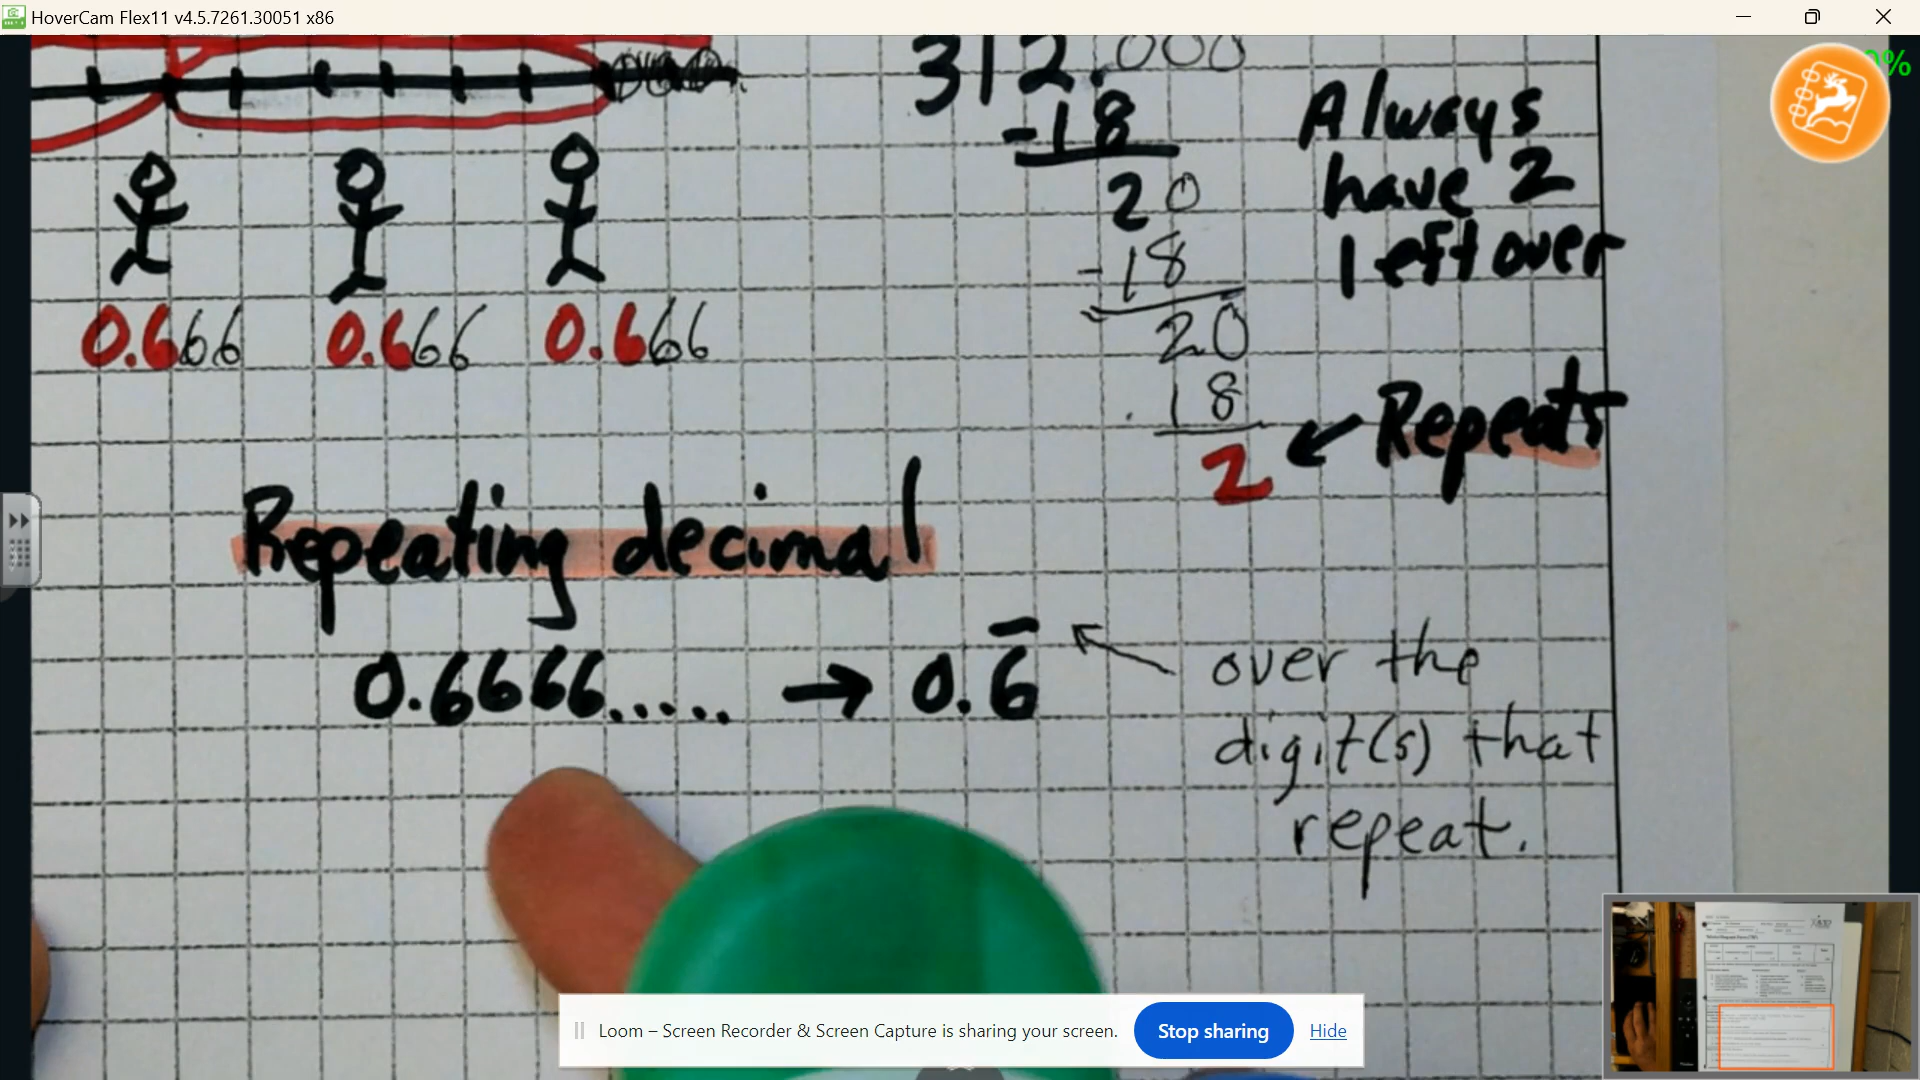 HoverCam Flex11 v4.5.7261.30051 x86
%
312.000
-18
20
-18
20
18
2
Always
have 2
left over
Repeats
0.666 0.666 0.666
Repeating decimal
0.6666..... → 0.6̅
over the
digit(s) that
repeat.
Loom – Screen Recorder & Screen Capture is sharing your screen.
Stop sharing
Hide